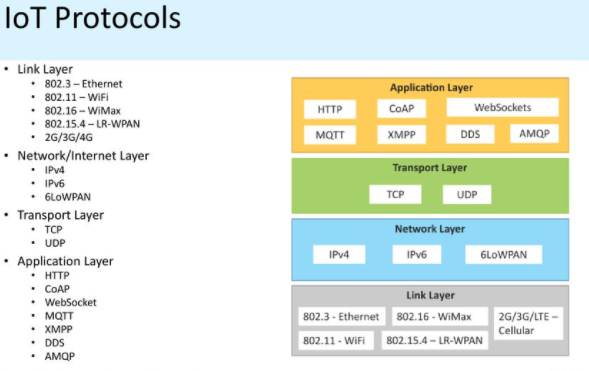 IoT Protocols
• Link Layer
• 802.3 – Ethernet
• 802.11 – WiFi
• 802.16 – WiMax
• 802.15.4 – LR-WPAN
• 2G/3G/4G
• Network/Internet Layer
• IPv4
• IPv6
• 6LoWPAN
• Transport Layer
• TCP
• UDP
• Application Layer
• HTTP
• CoAP
• WebSocket
• MQTT
• XMPP
• DDS
• AMQP
Application Layer
HTTP CoAP WebSockets
MQTT XMPP DDS AMQP
Transport Layer
TCP UDP
Network Layer
IPv4 IPv6 6LoWPAN
Link Layer
802.3 - Ethernet 802.16 - WiMax 2G/3G/LTE –
Cellular
802.11 - WiFi 802.15.4 – LR-WPAN